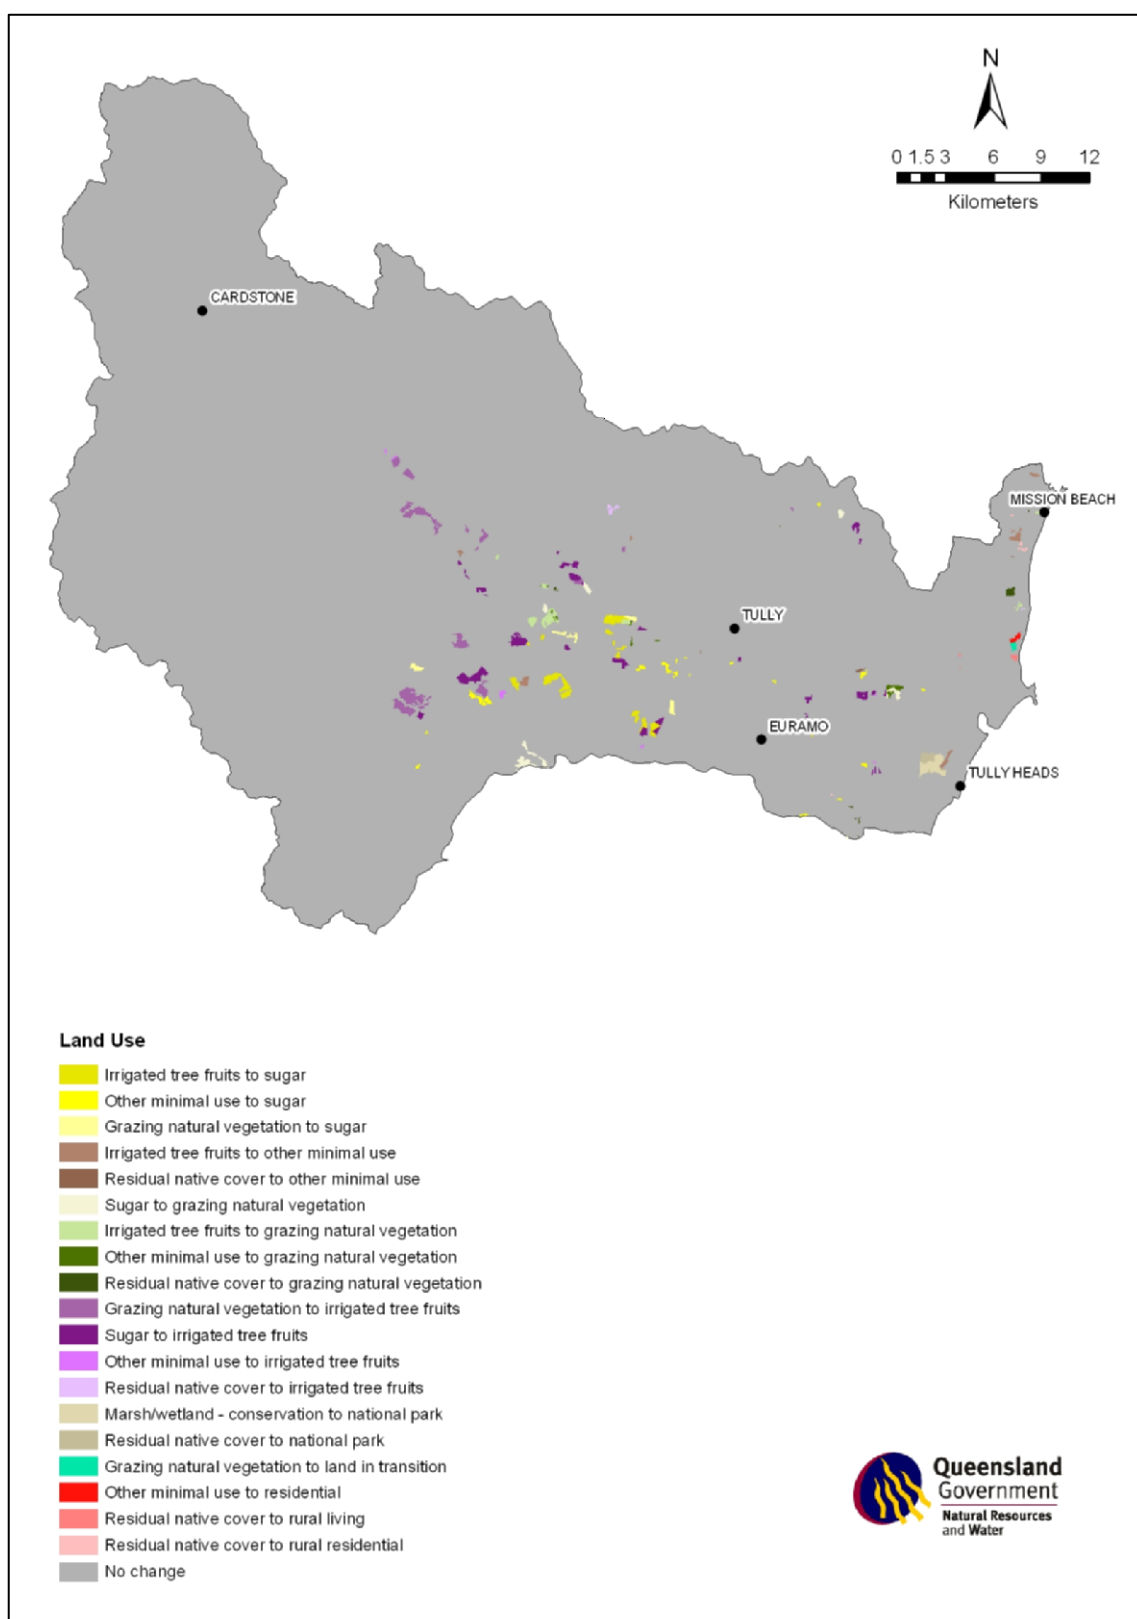 N
0 1.5 3 6 9 12
Kilometers
CARDSTONE
MISSION BEACH
TULLY
EURAMO
TULLY HEADS
Land Use
Irrigated tree fruits to sugar
Other minimal use to sugar
Grazing natural vegetation to sugar
Irrigated tree fruits to other minimal use
Residual native cover to other minimal use
Sugar to grazing natural vegetation
Irrigated tree fruits to grazing natural vegetation
Other minimal use to grazing natural vegetation
Residual native cover to grazing natural vegetation
Grazing natural vegetation to irrigated tree fruits
Sugar to irrigated tree fruits
Other minimal use to irrigated tree fruits
Residual native cover to irrigated tree fruits
Marsh/wetland - conservation to national park
Residual native cover to national park
Grazing natural vegetation to land in transition
Other minimal use to residential
Residual native cover to rural living
Residual native cover to rural residential
No change
Queensland
Government
Natural Resources
and Water